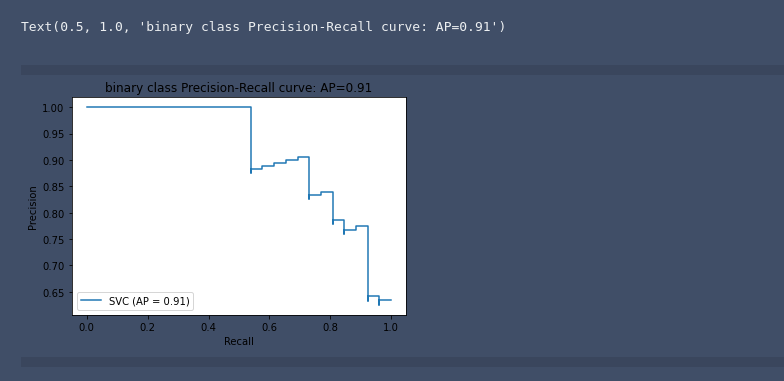 Text(0.5, 1.0, 'binary class Precision-Recall curve: AP=0.91')
binary class Precision-Recall curve: AP=0.91
1.00
0.95
0.90
0.85
0.80
0.75
0.70
0.65
Precision
SVC (AP = 0.91)
0.0 0.2 0.4 0.6 0.8 1.0
Recall